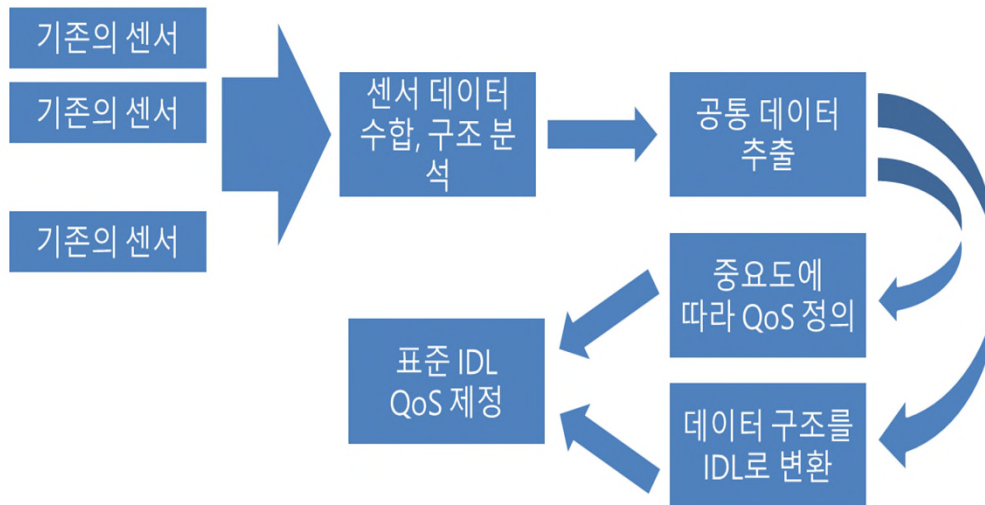 기존의 센서
기존의 센서
기존의 센서
센서 데이터
수합, 구조 분
석
공통 데이터
추출
중요도에
따라 QoS 정의
데이터 구조를
IDL로 변환
표준 IDL
QoS 제정